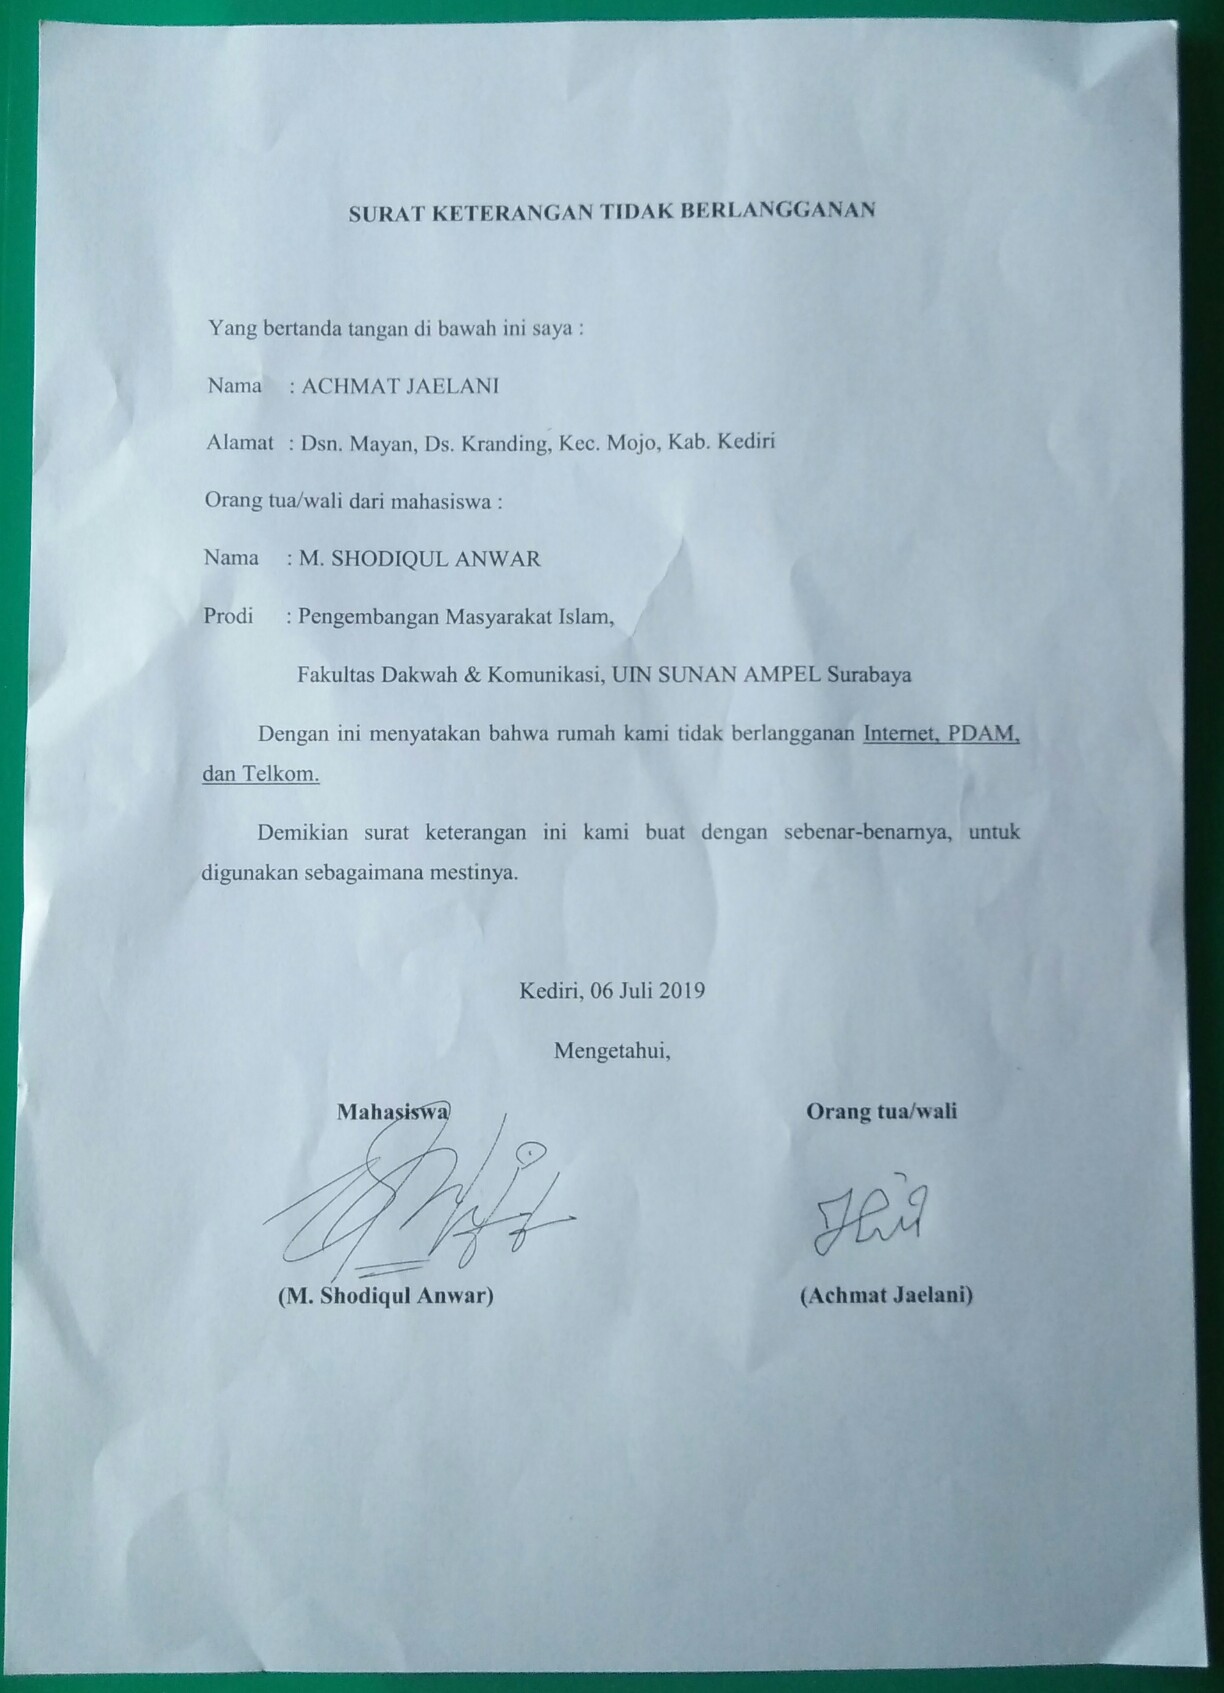 SURAT KETERANGAN TIDAK BERLANGGANAN
Yang bertanda tangan di bawah ini saya :
Nama : ACHMAT JAELANI
Alamat : Dsn. Mayan, Ds. Kranding, Kec. Mojo, Kab. Kediri
Orang tua/wali dari mahasiswa :
Nama : M. SHODIQUL ANWAR
Prodi : Pengembangan Masyarakat Islam,
Fakultas Dakwah & Komunikasi, UIN SUNAN AMPEL Surabaya
Dengan ini menyatakan bahwa rumah kami tidak berlangganan Internet, PDAM,
dan Telkom.
Demikian surat keterangan ini kami buat dengan sebenar-benarnya, untuk
digunakan sebagaimana mestinya.
Kediri, 06 Juli 2019
Mengetahui,
Mahasiswa Orang tua/wali
(M. Shodiqul Anwar) (Achmat Jaelani)